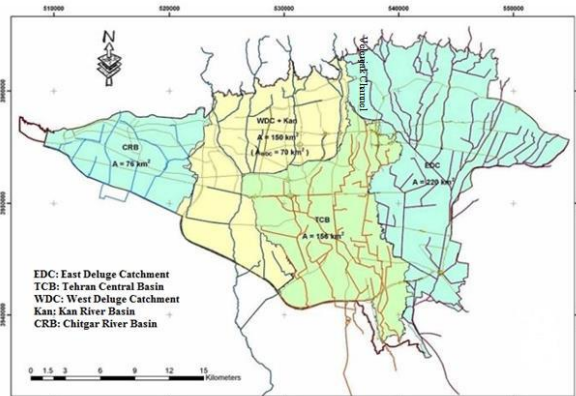 510000 520000 530000 540000 550000
N
Velenjak Channel
WDC + Kan
A = 150 km²
( A WDC = 70 km² )
CRB
A = 76 km²
EDC
A = 220 km²
TCB
A = 156 km²
EDC: East Deluge Catchment
TCB: Tehran Central Basin
WDC: West Deluge Catchment
Kan: Kan River Basin
CRB: Chitgar River Basin
0 1.5 3 6 9 12 15
Kilometers